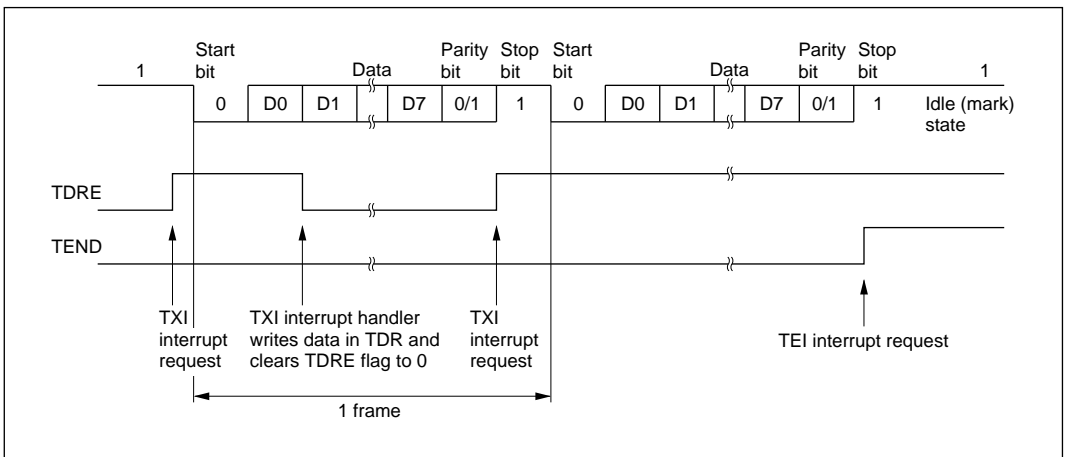 Start Parity Stop Start Parity Stop
1 bit Data bit bit bit Data bit bit 1
0 D0 D1 D7 0/1 1 0 D0 D1 D7 0/1 1 Idle (mark)
state
TDRE
TEND
TXI
interrupt
request
TXI interrupt handler
writes data in TDR and
clears TDRE flag to 0
TXI
interrupt
request
TEI interrupt request
1 frame